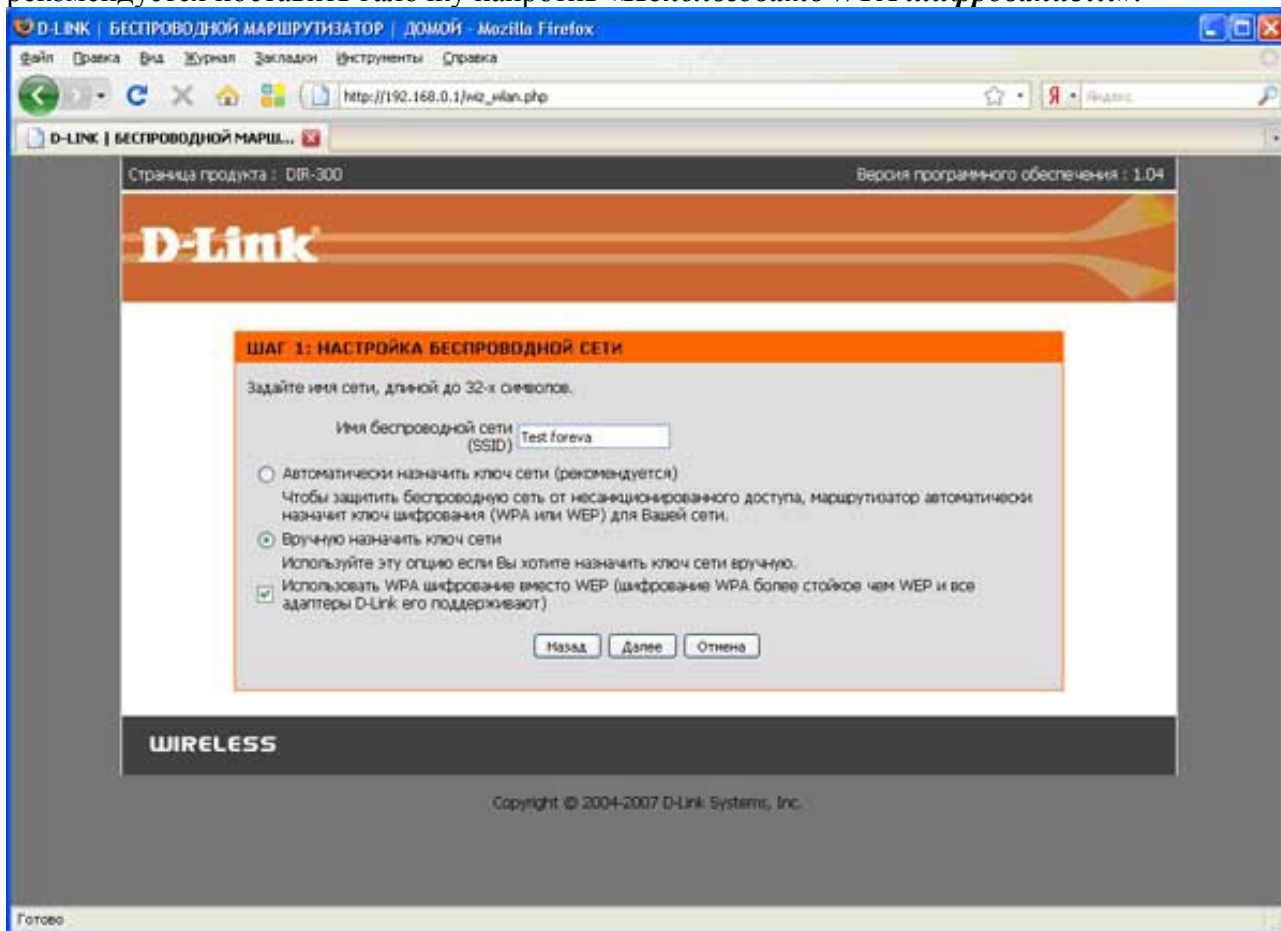 D-LINK | БЕСПРОВОДНОЙ МАРШРУТИЗАТОР | ДОМОЙ - Mozilla Firefox
Файл Правка Вид Журнал Закладки Инструменты Справка
http://192.168.0.1/wiz_wlan.php
Я Яндекс
D-LINK | БЕСПРОВОДНОЙ МАРШ...
Страница продукта : DIR-300
Версия программного обеспечения : 1.04
D-Link
ШАГ 1: НАСТРОЙКА БЕСПРОВОДНОЙ СЕТИ
Задайте имя сети, длиной до 32-х символов.
Имя беспроводной сети
(SSID) Test foreva
Автоматически назначить ключ сети (рекомендуется)
Чтобы защитить беспроводную сеть от несанкционированного доступа, маршрутизатор автоматически
назначит ключ шифрования (WPA или WEP) для Вашей сети.
Вручную назначить ключ сети
Используйте эту опцию если Вы хотите назначить ключ сети вручную.
Использовать WPA шифрование вместо WEP (шифрование WPA более стойкое чем WEP и все
адаптеры D-Link его поддерживают)
Назад Далее Отмена
WIRELESS
Copyright © 2004-2007 D-Link Systems, Inc.
Готово